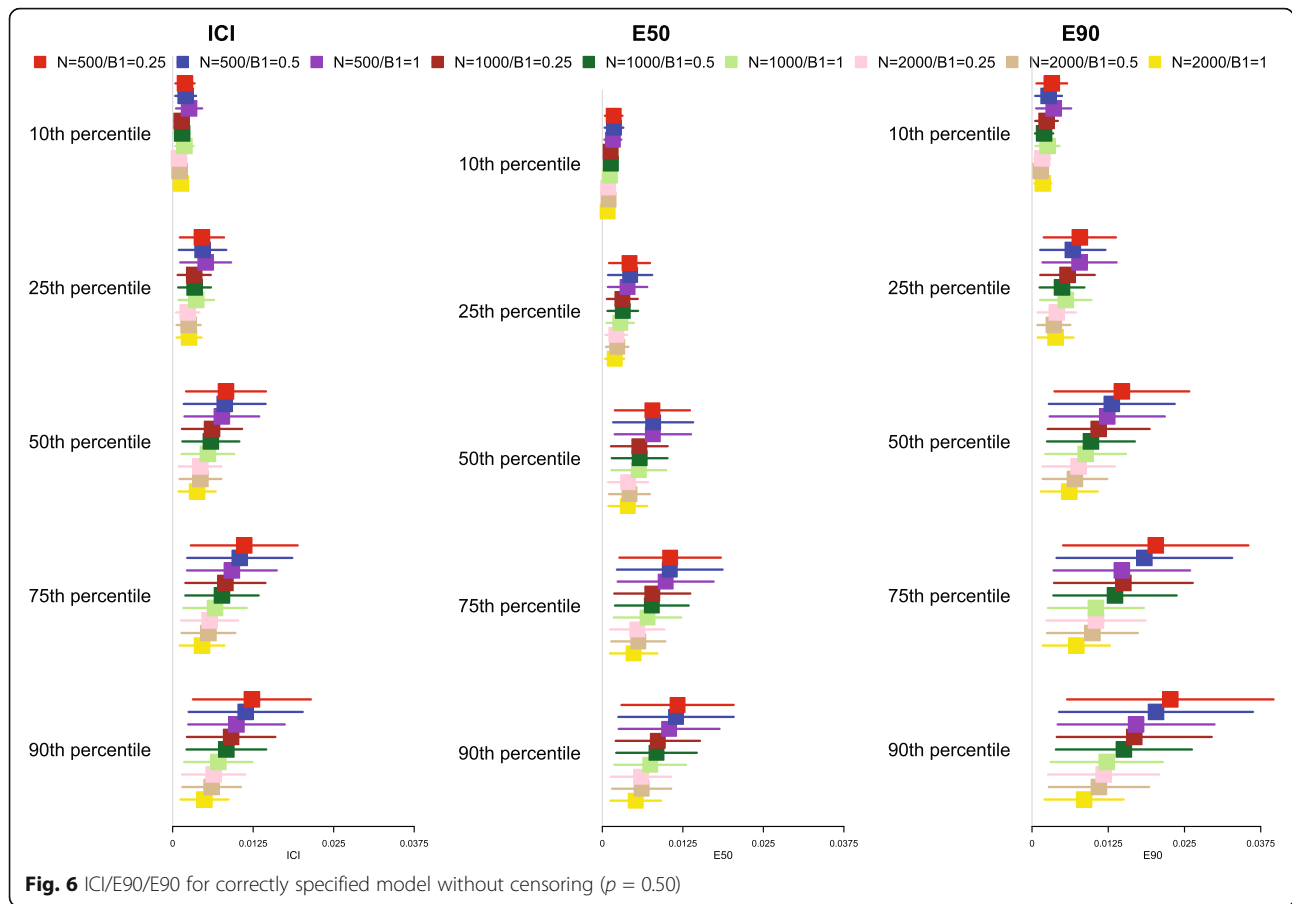 ICI E50 E90
N=500/B1=0.25 N=500/B1=0.5 N=500/B1=1 N=1000/B1=0.25 N=1000/B1=0.5 N=1000/B1=1 N=2000/B1=0.25 N=2000/B1=0.5 N=2000/B1=1
10th percentile
25th percentile
50th percentile
75th percentile
90th percentile
0 0.0125 0.025 0.0375
ICI
10th percentile
25th percentile
50th percentile
75th percentile
90th percentile
0 0.0125 0.025 0.0375
E50
10th percentile
25th percentile
50th percentile
75th percentile
90th percentile
0 0.0125 0.025 0.0375
E90
Fig. 6 ICI/E90/E90 for correctly specified model without censoring (p = 0.50)